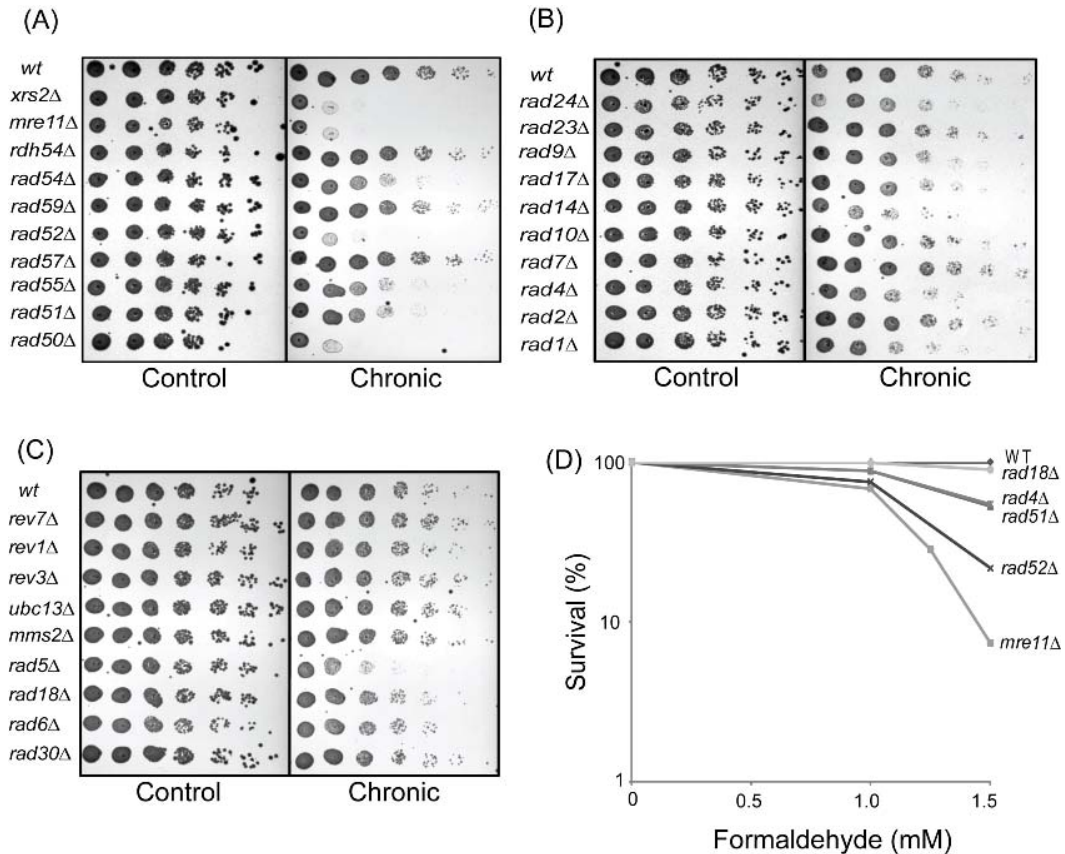 (A)
wt
xrs2Δ
mre11Δ
rdh54Δ
rad54Δ
rad59Δ
rad52Δ
rad57Δ
rad55Δ
rad51Δ
rad50Δ
Control Chronic
(B)
wt
rad24Δ
rad23Δ
rad9Δ
rad17Δ
rad14Δ
rad10Δ
rad7Δ
rad4Δ
rad2Δ
rad1Δ
Control Chronic
(C)
wt
rev7Δ
rev1Δ
rev3Δ
ubc13Δ
mms2Δ
rad5Δ
rad18Δ
rad6Δ
rad30Δ
Control Chronic
(D)
Survival (%)
100
10
1
WT
rad18Δ
rad4Δ
rad51Δ
rad52Δ
mre11Δ
0 0.5 1.0 1.5
Formaldehyde (mM)